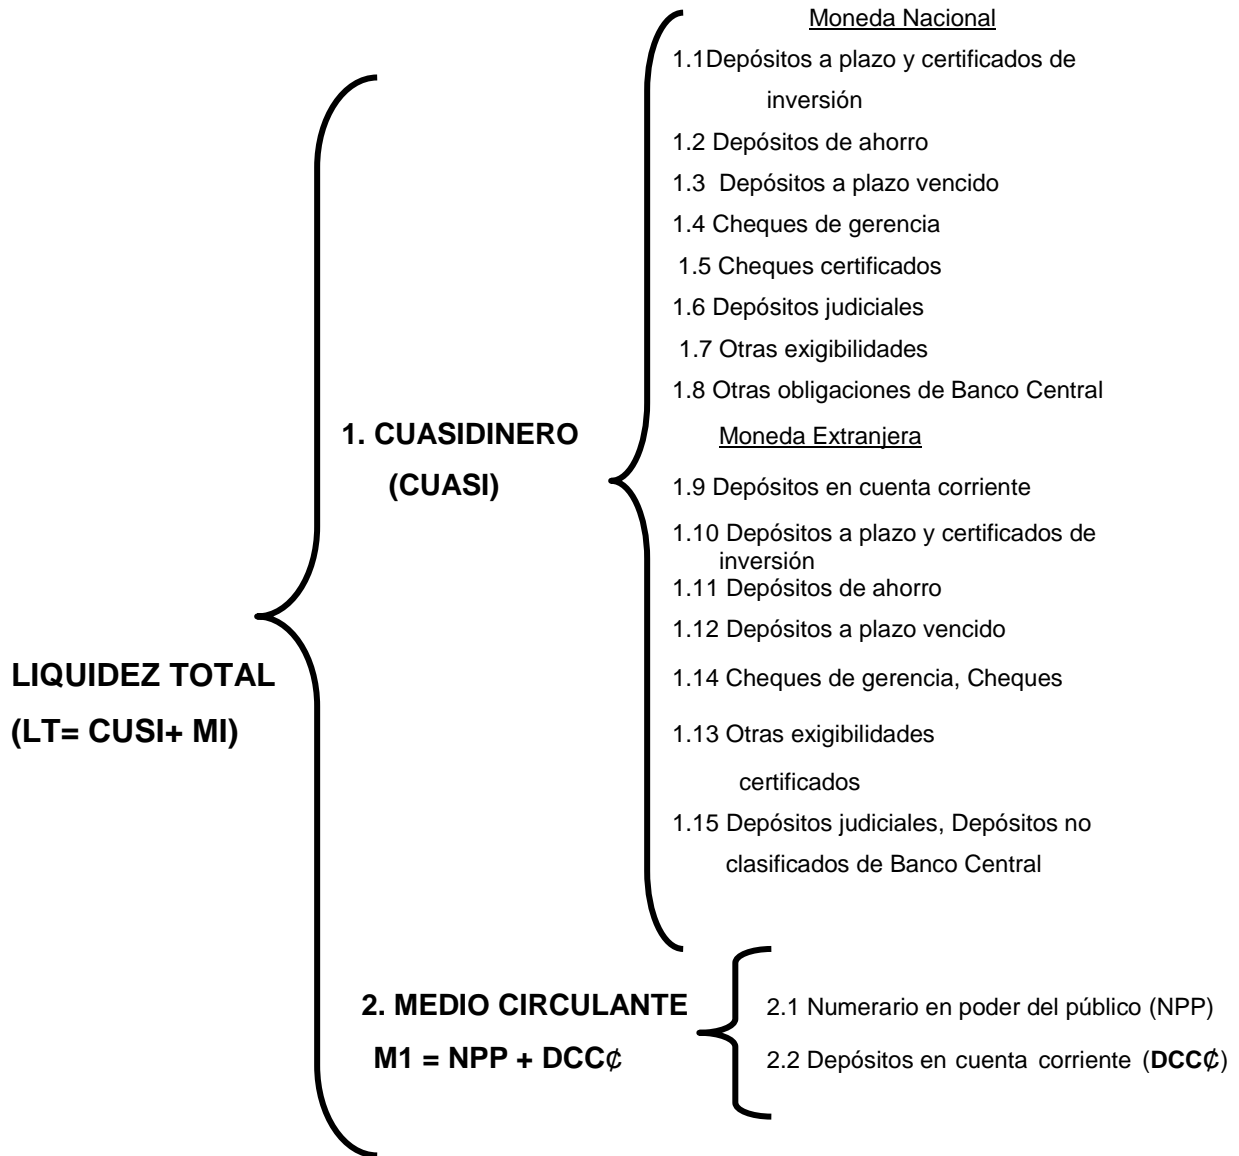 Moneda Nacional
1.1Depósitos a plazo y certificados de
inversión
1.2 Depósitos de ahorro
1.3 Depósitos a plazo vencido
1.4 Cheques de gerencia
1.5 Cheques certificados
1.6 Depósitos judiciales
1.7 Otras exigibilidades
1.8 Otras obligaciones de Banco Central
1. CUASIDINERO
(CUASI)
Moneda Extranjera
1.9 Depósitos en cuenta corriente
1.10 Depósitos a plazo y certificados de
inversión
1.11 Depósitos de ahorro
1.12 Depósitos a plazo vencido
LIQUIDEZ TOTAL
(LT= CUSI+ MI)
1.14 Cheques de gerencia, Cheques
1.13 Otras exigibilidades
certificados
1.15 Depósitos judiciales, Depósitos no
clasificados de Banco Central
2. MEDIO CIRCULANTE
M1 = NPP + DCC₵
2.1 Numerario en poder del público (NPP)
2.2 Depósitos en cuenta corriente (DCC₵)